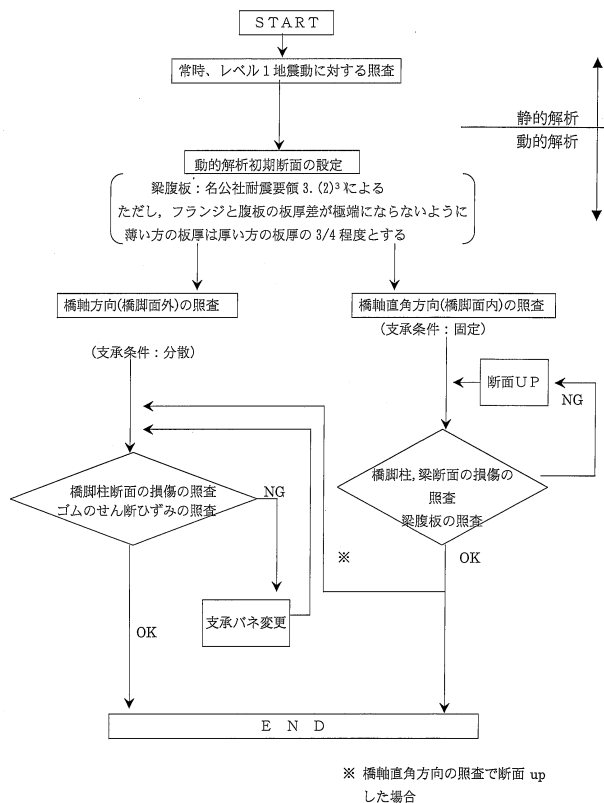 START
常時、レベル1地震動に対する照査
静的解析
動的解析
動的解析初期断面の設定
梁腹板：名公社耐震要領3.(2)³による
ただし，フランジと腹板の板厚差が極端にならないように
薄い方の板厚は厚い方の板厚の3/4程度とする
橋軸方向(橋脚面外)の照査
橋軸直角方向(橋脚面内)の照査
(支承条件：固定)
(支承条件：分散)
断面UP
NG
橋脚柱,梁断面の損傷の
照査
梁腹板の照査
橋脚柱断面の損傷の照査
ゴムのせん断ひずみの照査
NG
※
OK
支承バネ変更
OK
END
※ 橋軸直角方向の照査で断面up
した場合